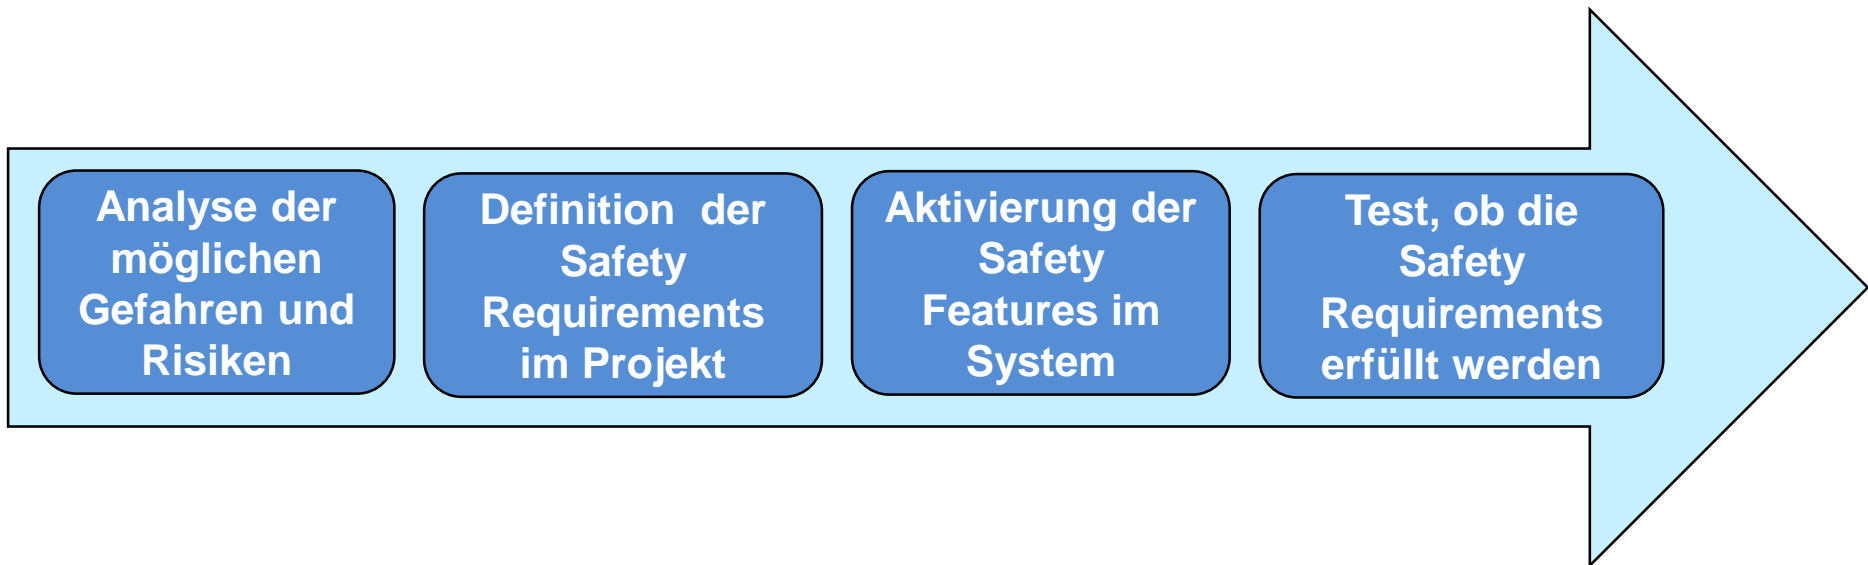 Analyse der
möglichen
Gefahren und
Risiken
Definition  der
Safety
Requirements
im Projekt
Aktivierung der
Safety
Features im
System
Test, ob die
Safety
Requirements
erfüllt werden